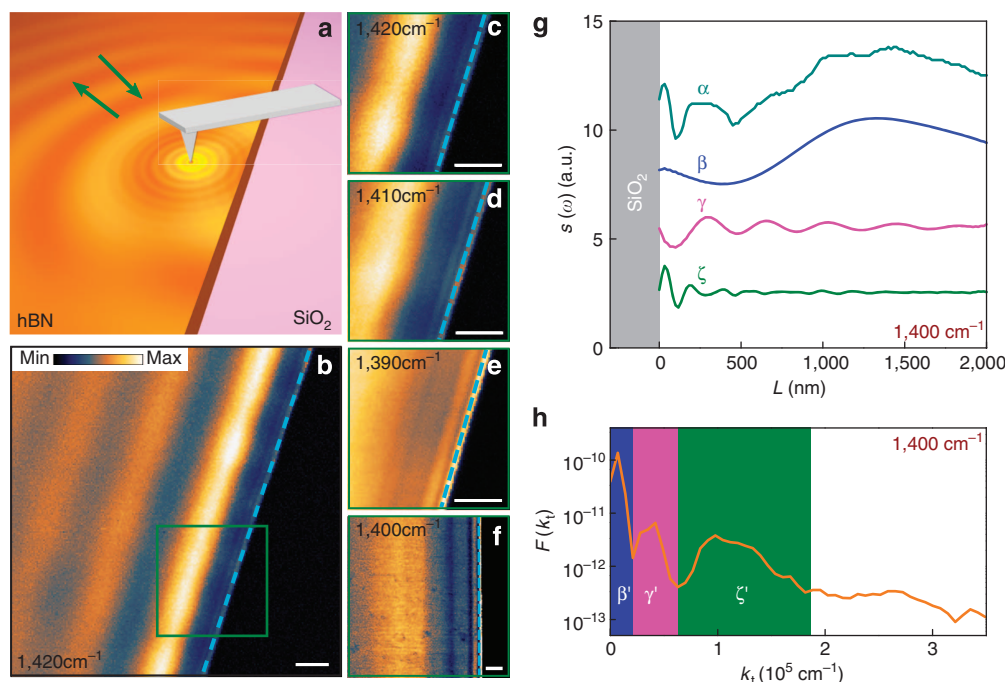 a
hBN
SiO₂
Min
Max
b
1,420cm⁻¹
c
1,420cm⁻¹
d
1,410cm⁻¹
e
1,390cm⁻¹
f
1,400cm⁻¹
g
s (ω) (a.u.)
15
10
5
0
SiO₂
α
β
γ
ζ
1,400 cm⁻¹
0
500
1,000
1,500
2,000
L (nm)
h
F (kₜ)
10⁻¹⁰
10⁻¹¹
10⁻¹²
10⁻¹³
β'
γ'
ζ'
1,400 cm⁻¹
0
1
2
3
kₜ (10⁵ cm⁻¹)